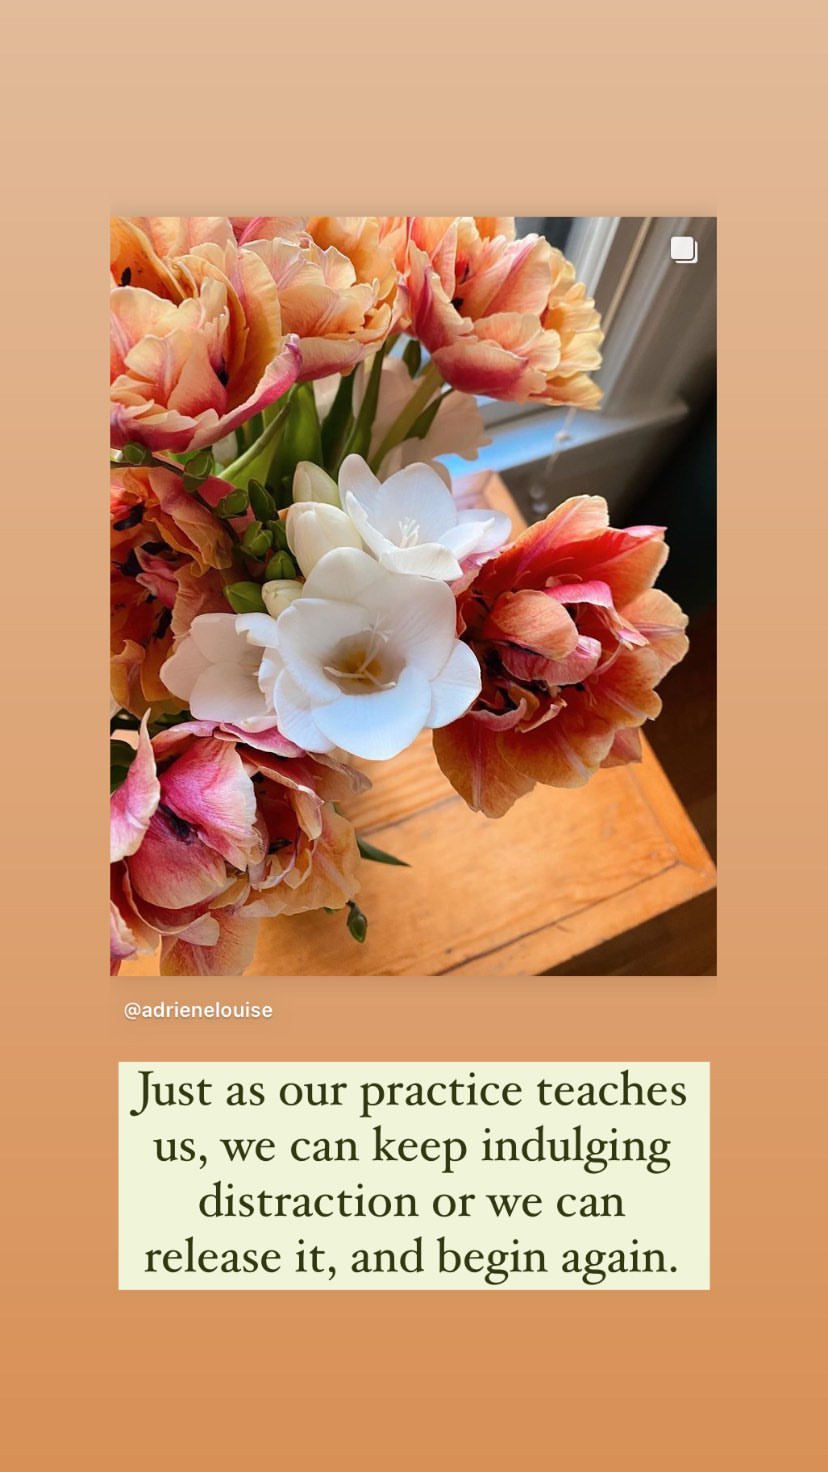 @adrienelouise
Just as our practice teaches
us, we can keep indulging
distraction or we can
release it, and begin again.